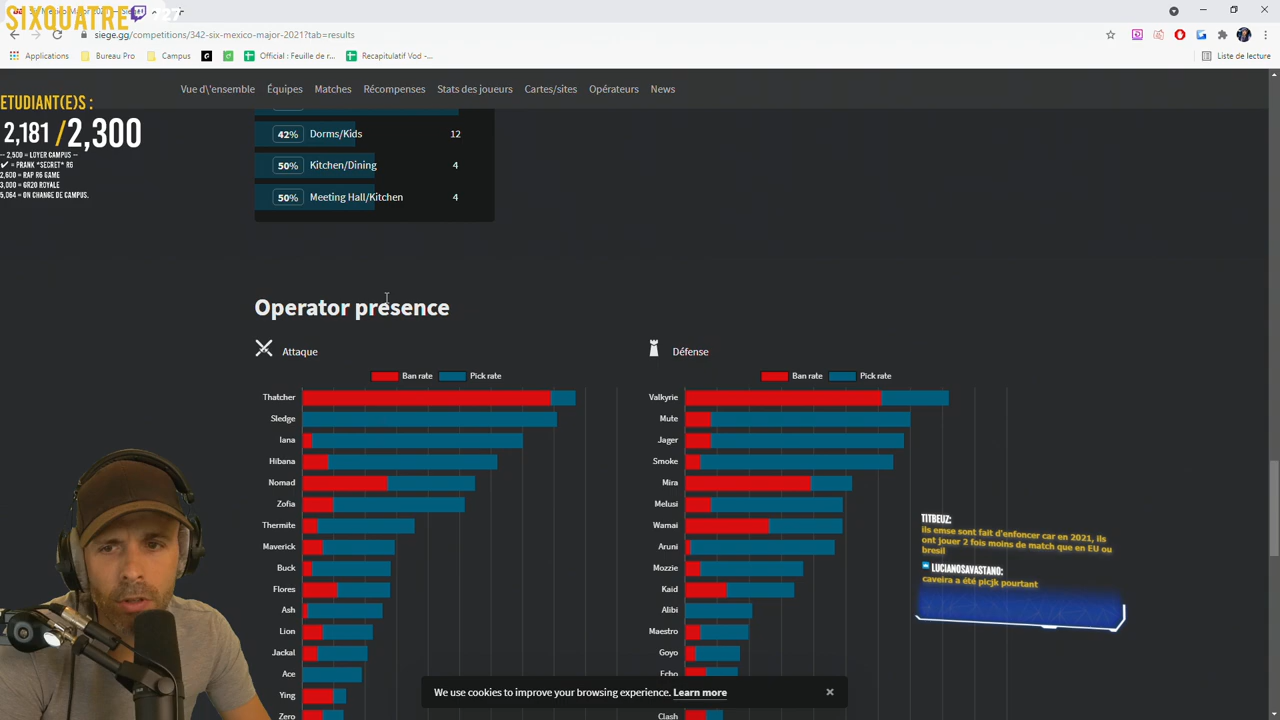 SIXQUATRE
siege.gg/competitions/342-six-mexico-major-2021?tab=results
Applications
Bureau Pro
Campus
Official : Feuille de r...
Recapitulatif Vod -...
Liste de lecture
Vue d\'ensemble
Équipes
Matches
Récompenses
Stats des joueurs
Cartes/sites
Opérateurs
News
ETUDIANT(E)S :
2,181 /2,300
-- 2,500 = LOYER CAMPUS --
✓ = PRANK *SECRET* R6
2,600 = RAP R6 GAME
3,000 = GR20 ROYALE
5,064 = ON CHANGE DE CAMPUS.
42% Dorms/Kids 12
50% Kitchen/Dining 4
50% Meeting Hall/Kitchen 4
Operator presence
Attaque
Ban rate Pick rate
Thatcher
Sledge
Iana
Hibana
Nomad
Zofia
Thermite
Maverick
Buck
Flores
Ash
Lion
Jackal
Ace
Ying
Zero
Défense
Ban rate Pick rate
Valkyrie
Mute
Jager
Smoke
Mira
Melusi
Wamai
Aruni
Mozzie
Kaid
Alibi
Maestro
Goyo
Echo
Clash
TITBEUZ:
ils emse sont fait d'enfoncer car en 2021, ils
ont jouer 2 fois moins de match que en EU ou
bresil
LUCIANOSAVASTANO:
caveira a été picjk pourtant
We use cookies to improve your browsing experience. Learn more